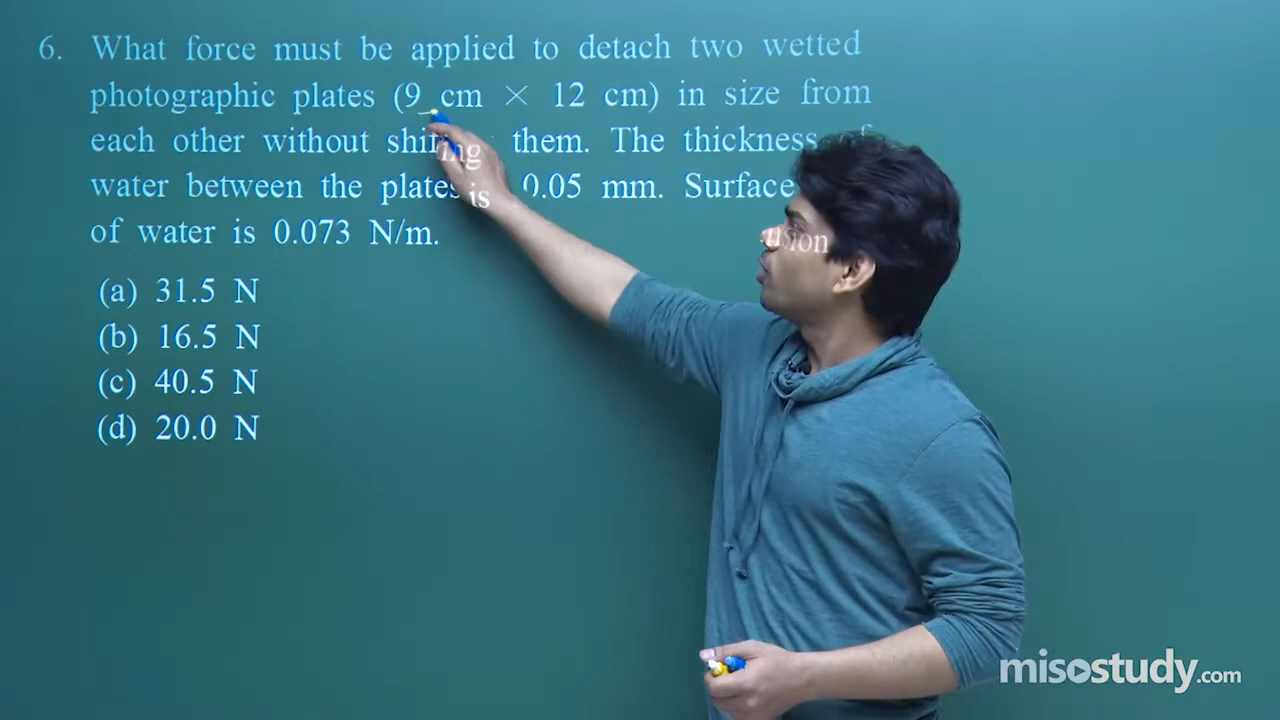 6. What force must be applied to detach two wetted
photographic plates (9 cm × 12 cm) in size from
each other without them. The thickness
water between the plates is 0.05 mm. Surface
of water is 0.073 N/m.
(a) 31.5 N
(b) 16.5 N
(c) 40.5 N
(d) 20.0 N
misostudy.com